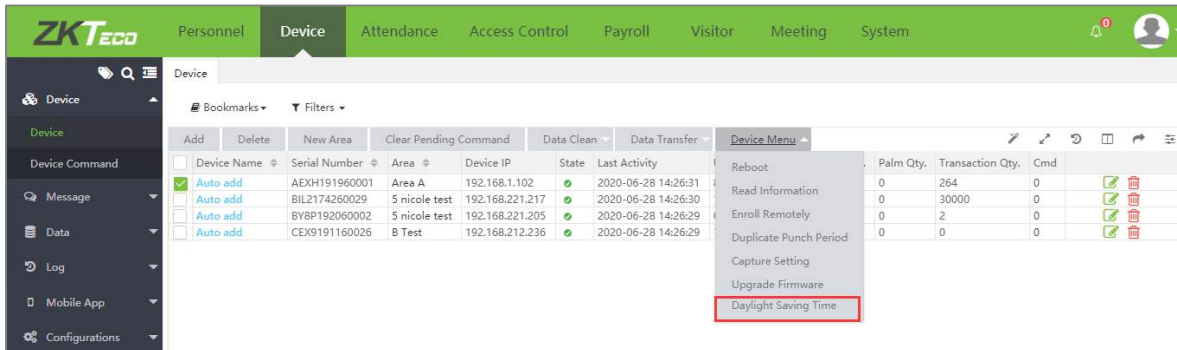 ZKTeco Personnel Device Attendance Access Control Payroll Visitor Meeting System 0
Device
Device
Bookmarks Filters
Device
Add Delete New Area Clear Pending Command Data Clean Data Transfer Device Menu
Device Command
Device Name Serial Number Area Device IP State Last Activity Palm Qty. Transaction Qty. Cmd
Auto add AEXH191960001 Area A 192.168.1.102 2020-06-28 14:26:31 0 264 0
Auto add BIL2174260029 5 nicole test 192.168.221.217 2020-06-28 14:26:30 0 30000 0
Auto add BY8P192060002 5 nicole test 192.168.221.205 2020-06-28 14:26:29 0 2 0
Auto add CEX9191160026 B Test 192.168.212.236 2020-06-28 14:26:29 0 0 0
Reboot
Read Information
Enroll Remotely
Duplicate Punch Period
Capture Setting
Upgrade Firmware
Daylight Saving Time
Message
Data
Log
Mobile App
Configurations